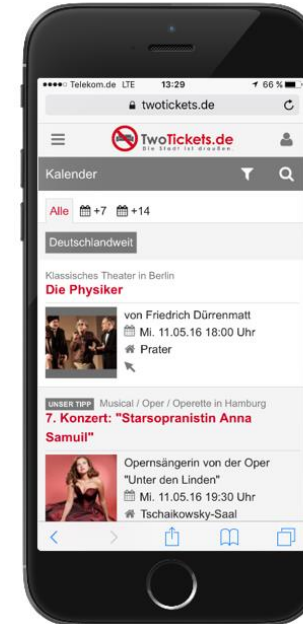 Telekom.de LTE 13:29 66 %
twotickets.de
TwoTickets.de
Die Stadt ist draußen.
Kalender
Alle +7 +14
Deutschlandweit
Klassisches Theater in Berlin
Die Physiker
von Friedrich Dürrenmatt
Mi. 11.05.16 18:00 Uhr
Prater
UNSER TIPP Musical / Oper / Operette in Hamburg
7. Konzert: "Starsopranistin Anna
Samuil"
Opernsängerin von der Oper
"Unter den Linden"
Mi. 11.05.16 19:30 Uhr
Tschaikowsky-Saal